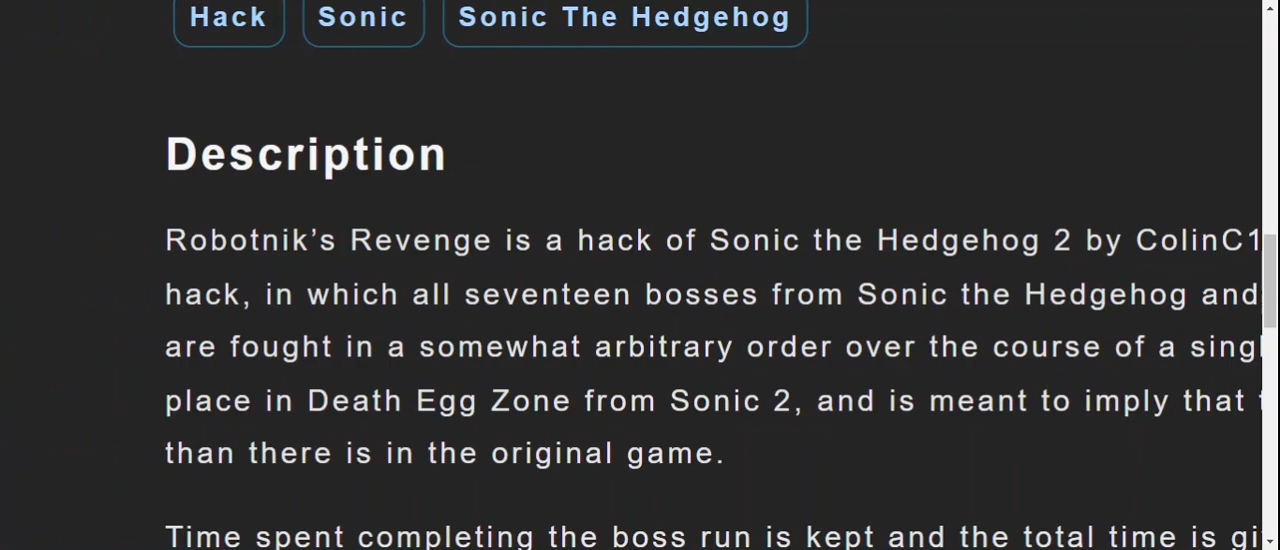 Hack Sonic Sonic The Hedgehog
Description
Robotnik’s Revenge is a hack of Sonic the Hedgehog 2 by ColinC1
hack, in which all seventeen bosses from Sonic the Hedgehog and
are fought in a somewhat arbitrary order over the course of a singl
place in Death Egg Zone from Sonic 2, and is meant to imply that
than there is in the original game.
Time spent completing the boss run is kept and the total time is gi